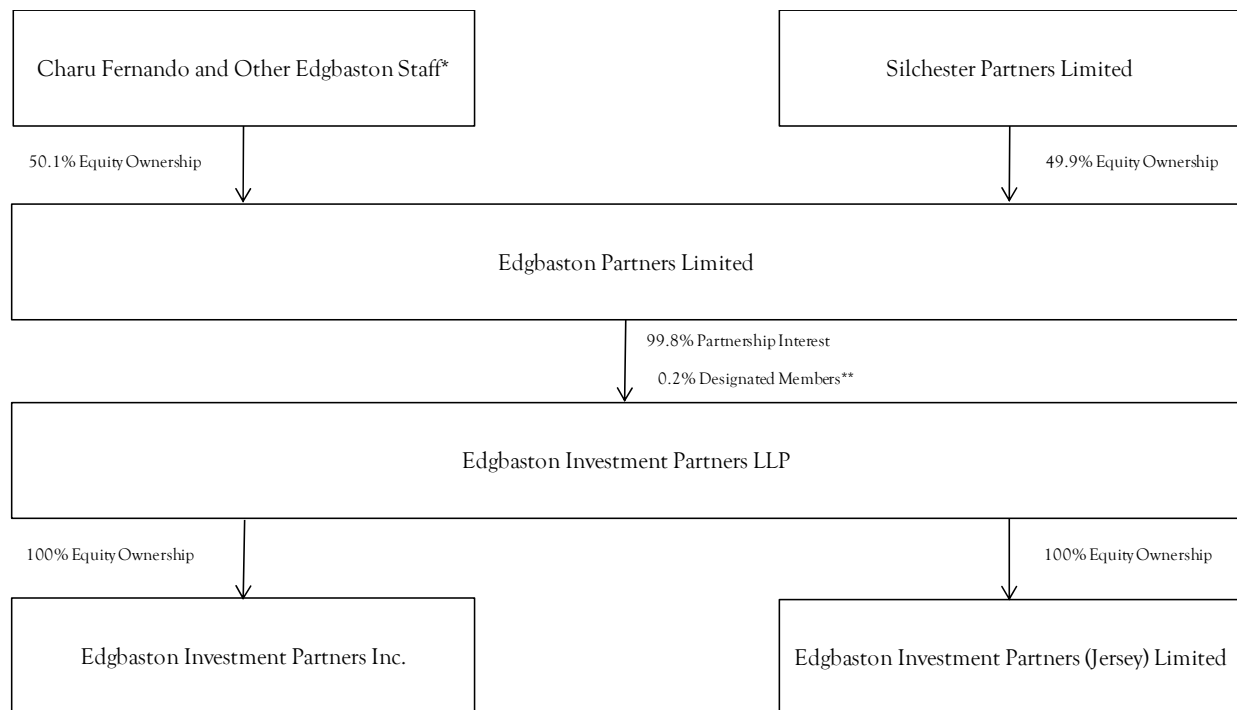 Charu Fernando and Other Edgbaston Staff*
Silchester Partners Limited
50.1% Equity Ownership
49.9% Equity Ownership
Edgbaston Partners Limited
99.8% Partnership Interest
0.2% Designated Members**
Edgbaston Investment Partners LLP
100% Equity Ownership
100% Equity Ownership
Edgbaston Investment Partners Inc.
Edgbaston Investment Partners (Jersey) Limited